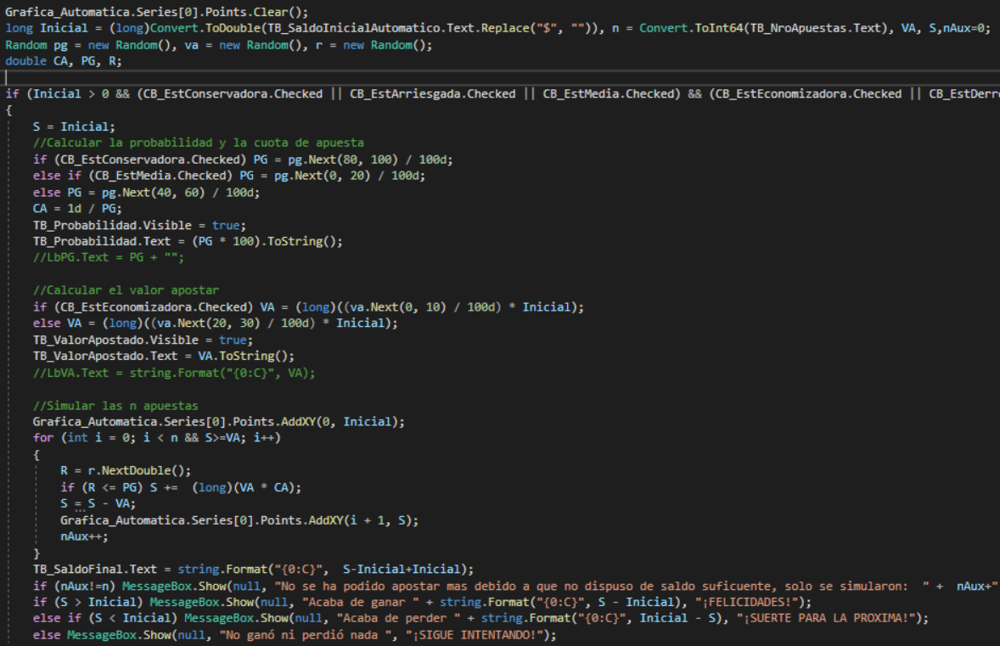 Grafica_Automatica.Series[0].Points.Clear();
long Inicial = (long)Convert.ToDouble(TB_SaldoInicialAutomatico.Text.Replace("$", "")), n = Convert.ToInt64(TB_NroApuestas.Text), VA, S,nAux=0;
Random pg = new Random(), va = new Random(), r = new Random();
double CA, PG, R;
if (Inicial > 0 && (CB_EstConservadora.Checked || CB_EstArriesgada.Checked || CB_EstMedia.Checked) && (CB_EstEconomizadora.Checked || CB_EstDerr
{
S = Inicial;
//Calcular la probabilidad y la cuota de apuesta
if (CB_EstConservadora.Checked) PG = pg.Next(80, 100) / 100d;
else if (CB_EstMedia.Checked) PG = pg.Next(0, 20) / 100d;
else PG = pg.Next(40, 60) / 100d;
CA = 1d / PG;
TB_Probabilidad.Visible = true;
TB_Probabilidad.Text = (PG * 100).ToString();
//LbPG.Text = PG + "";
//Calcular el valor apostar
if (CB_EstEconomizadora.Checked) VA = (long)((va.Next(0, 10) / 100d) * Inicial);
else VA = (long)((va.Next(20, 30) / 100d) * Inicial);
TB_ValorApostado.Visible = true;
TB_ValorApostado.Text = VA.ToString();
//LbVA.Text = string.Format("{0:C}", VA);
//Simular las n apuestas
Grafica_Automatica.Series[0].Points.AddXY(0, Inicial);
for (int i = 0; i < n && S>=VA; i++)
{
R = r.NextDouble();
if (R <= PG) S +=  (long)(VA * CA);
S = S - VA;
Grafica_Automatica.Series[0].Points.AddXY(i + 1, S);
nAux++;
}
TB_SaldoFinal.Text = string.Format("{0:C}",  S-Inicial+Inicial);
if (nAux!=n) MessageBox.Show(null, "No se ha podido apostar mas debido a que no dispuso de saldo suficuente, solo se simularon:  " +  nAux+"
if (S > Inicial) MessageBox.Show(null, "Acaba de ganar " + string.Format("{0:C}", S - Inicial), "¡FELICIDADES!");
else if (S < Inicial) MessageBox.Show(null, "Acaba de perder " + string.Format("{0:C}", Inicial - S), "¡SUERTE PARA LA PROXIMA!");
else MessageBox.Show(null, "No ganó ni perdió nada ", "¡SIGUE INTENTANDO!");